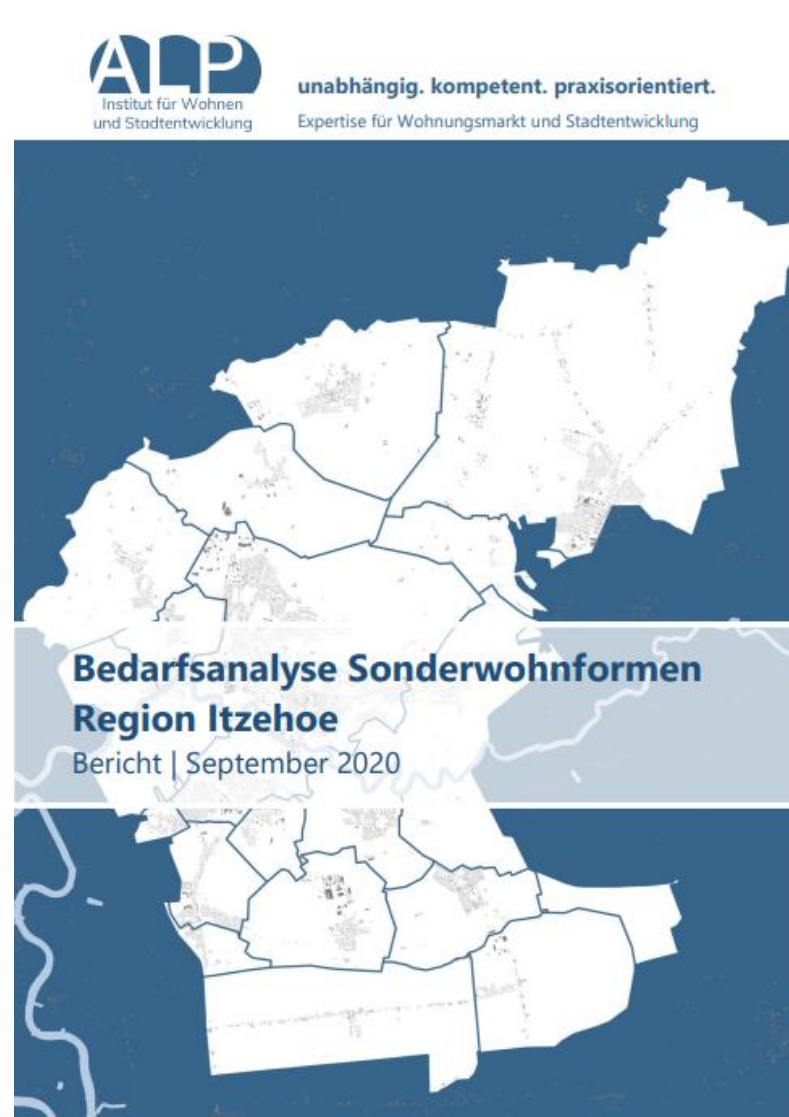 ALP
Institut für Wohnen
und Stadtentwicklung
unabhängig. kompetent. praxisorientiert.
Expertise für Wohnungsmarkt und Stadtentwicklung
Bedarfsanalyse Sonderwohnformen
Region Itzehoe
Bericht | September 2020